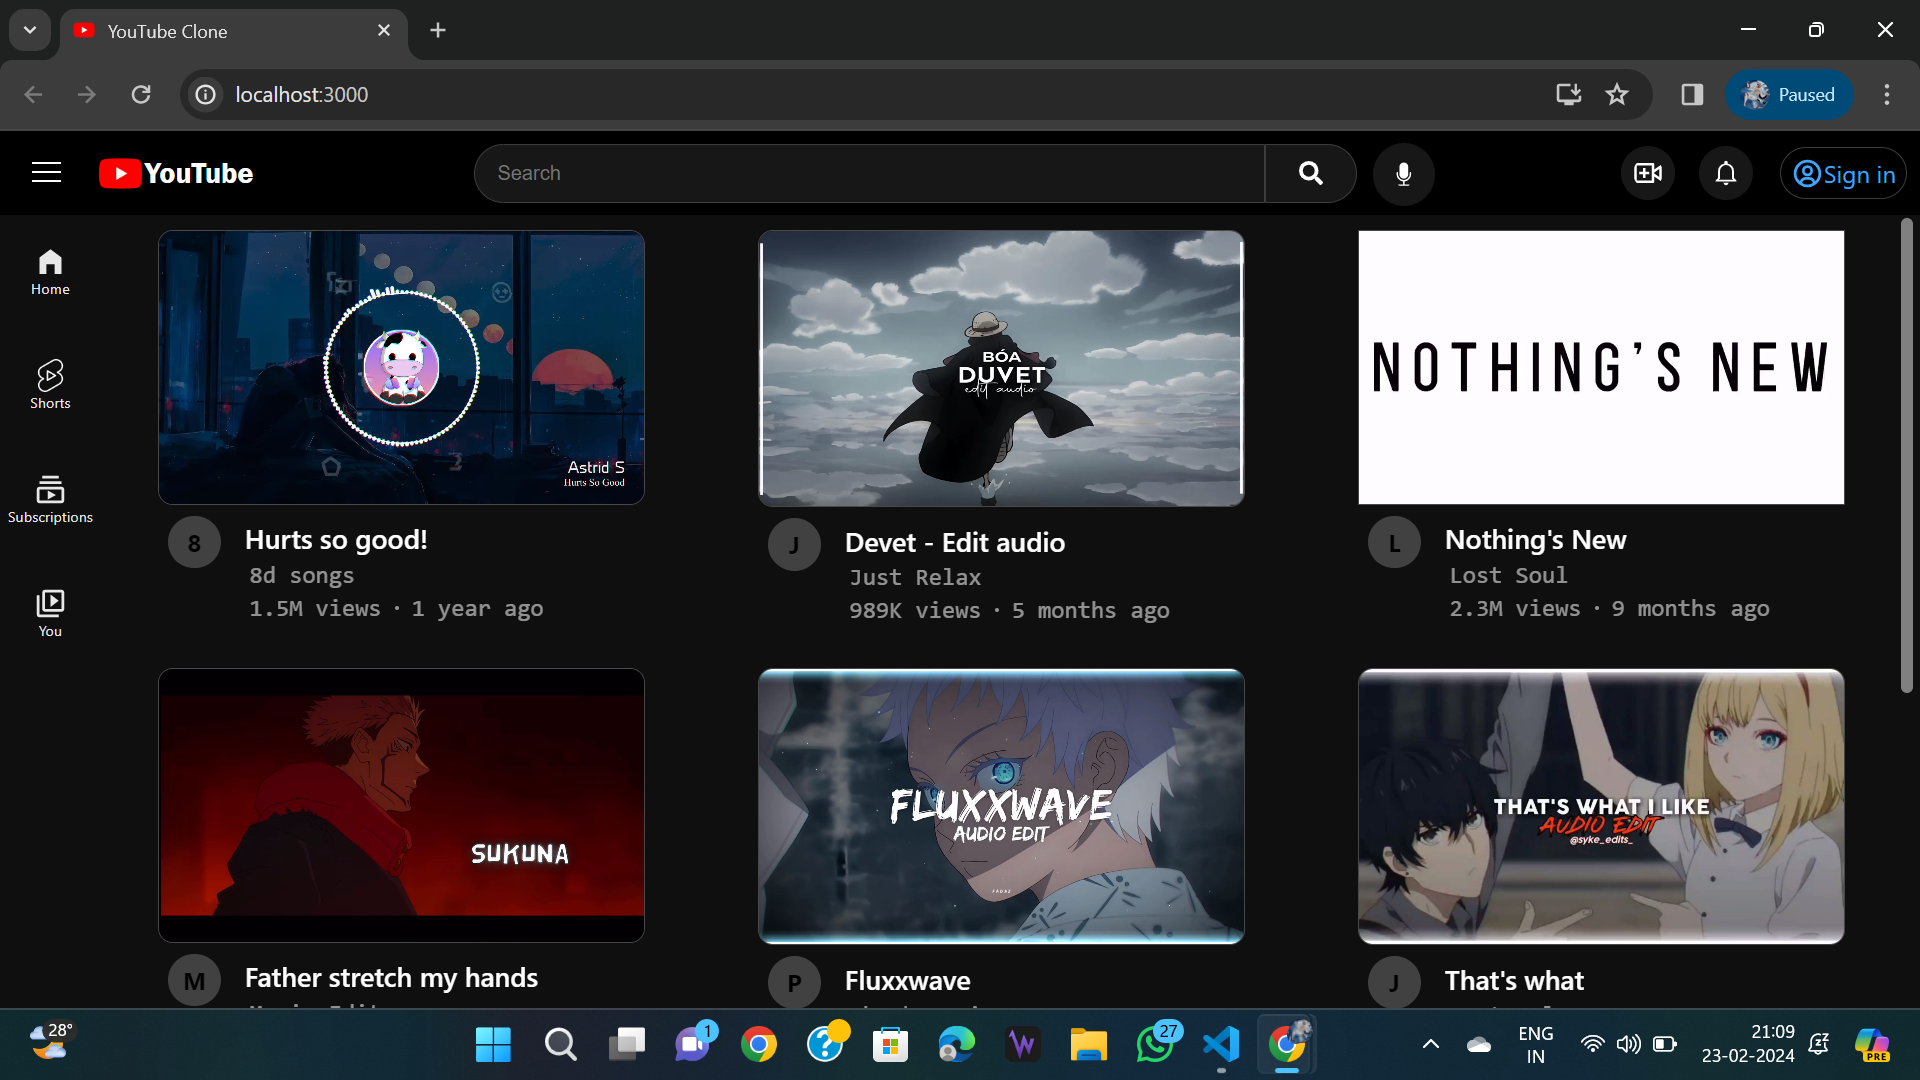 YouTube Clone
localhost:3000
Paused
YouTube
Search
Sign in
Home
Shorts
Subscriptions
You
Astrid S
Hurts So Good
BÓA
DUVET
edit audio
NOTHING'S NEW
8
Hurts so good!
8d songs
1.5M views · 1 year ago
J
Devet - Edit audio
Just Relax
989K views · 5 months ago
L
Nothing's New
Lost Soul
2.3M views · 9 months ago
SUKUNA
FLUXXWAVE
AUDIO EDIT
THAT'S WHAT I LIKE
AUDIO EDIT
@syke_edits_
M
Father stretch my hands
P
Fluxxwave
J
That's what
28°
1
27
ENG
IN
21:09
23-02-2024
PRE